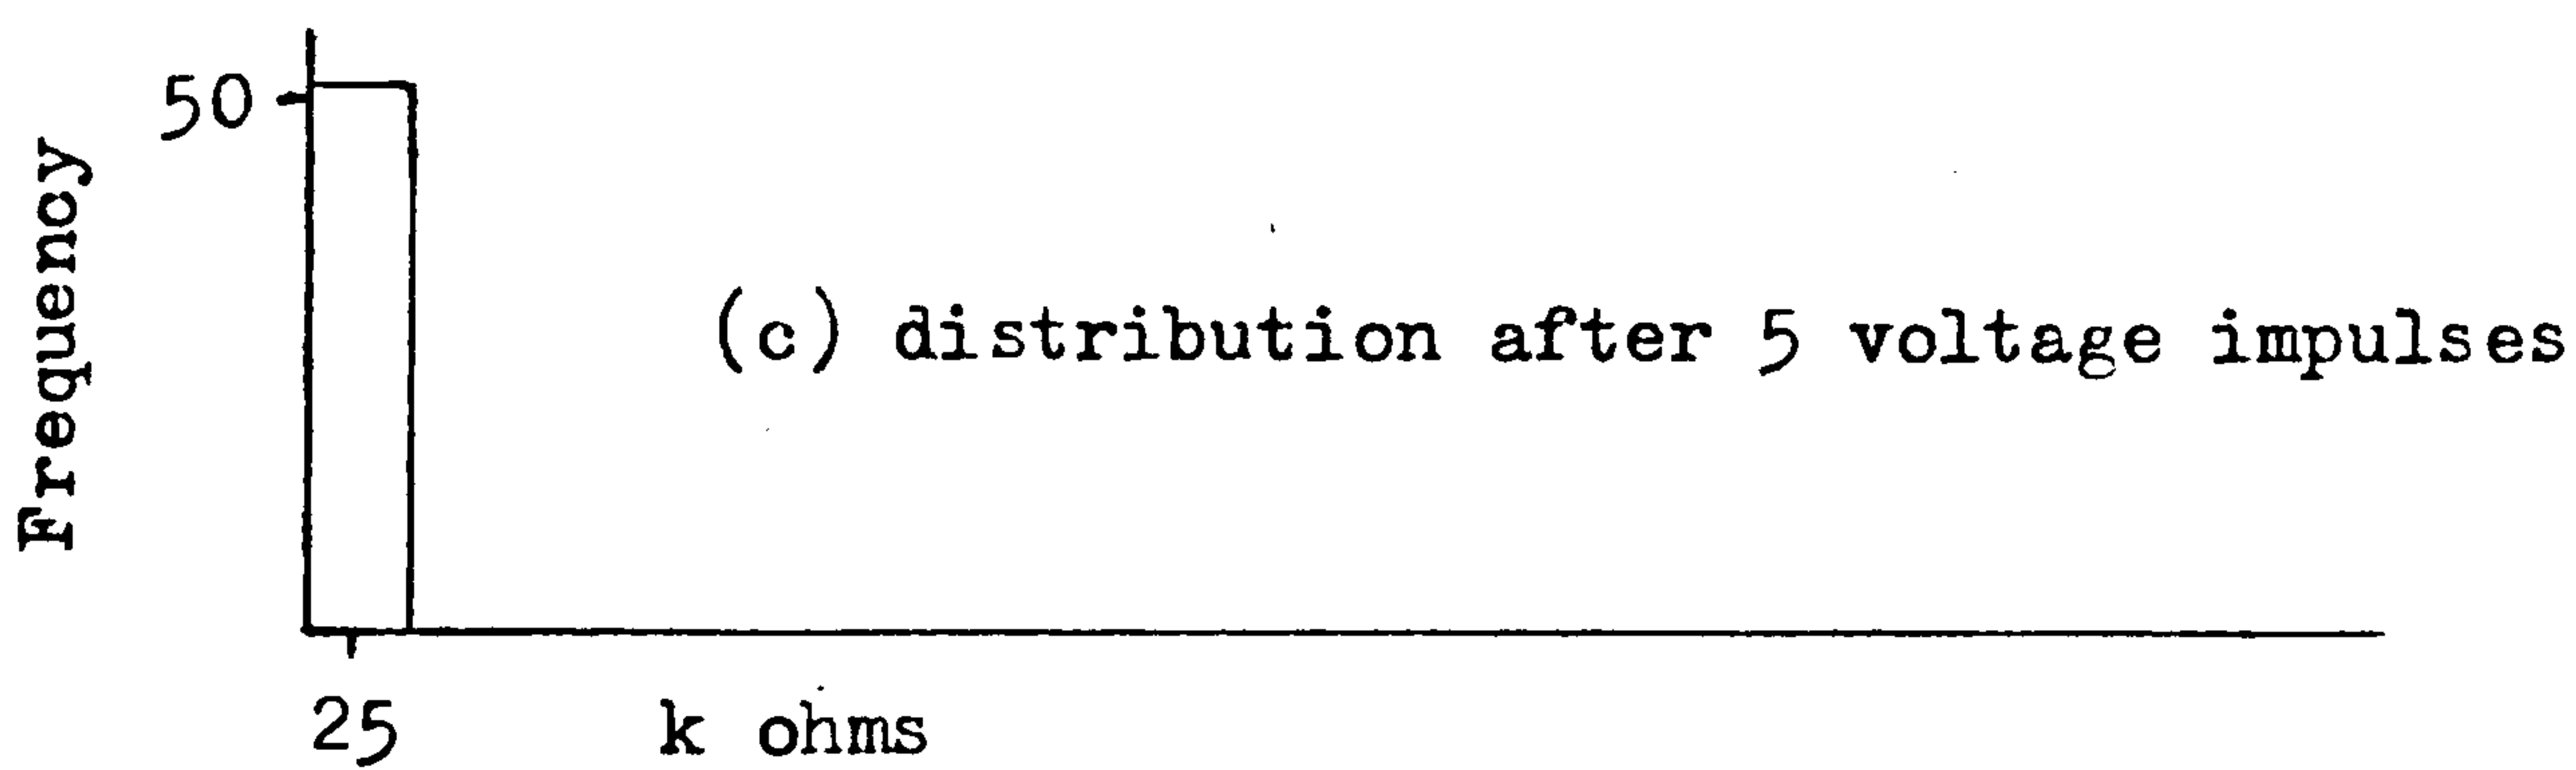 50
Frequency
(c) distribution after 5 voltage impulses
25
k ohms